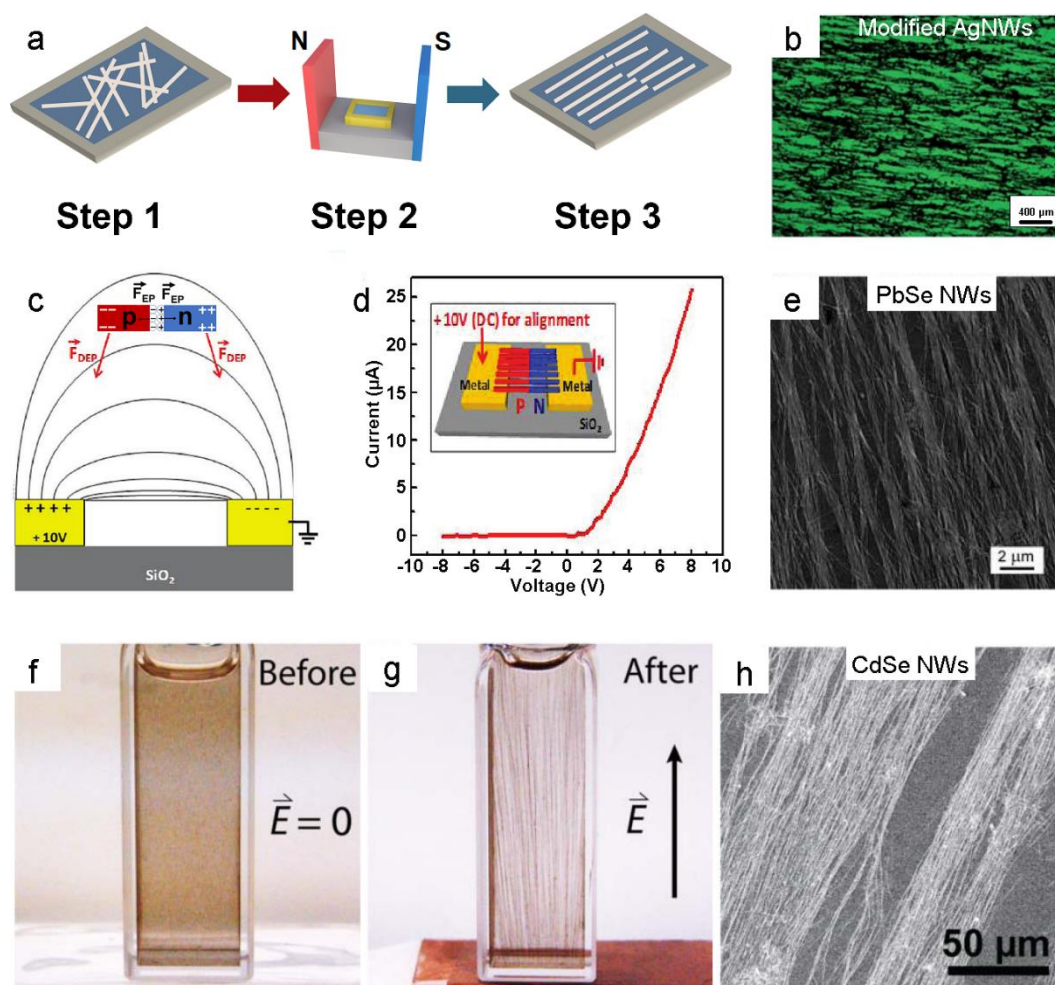 a
N
S
Step 1
Step 2
Step 3
b
Modified AgNWs
400 µm
c
F_EP F_EP
-- -+ ++
p n
-- -+ ++
F_DEP
F_DEP
+ + + +
- - - -
+ 10V
SiO₂
d
25
20
15
10
5
0
Current (µA)
+ 10V (DC) for alignment
Metal
Metal
P N
SiO₂
-10 -8 -6 -4 -2 0 2 4 6 8 10
Voltage (V)
e
PbSe NWs
2 µm
f
Before
E = 0
g
After
E
h
CdSe NWs
50 µm